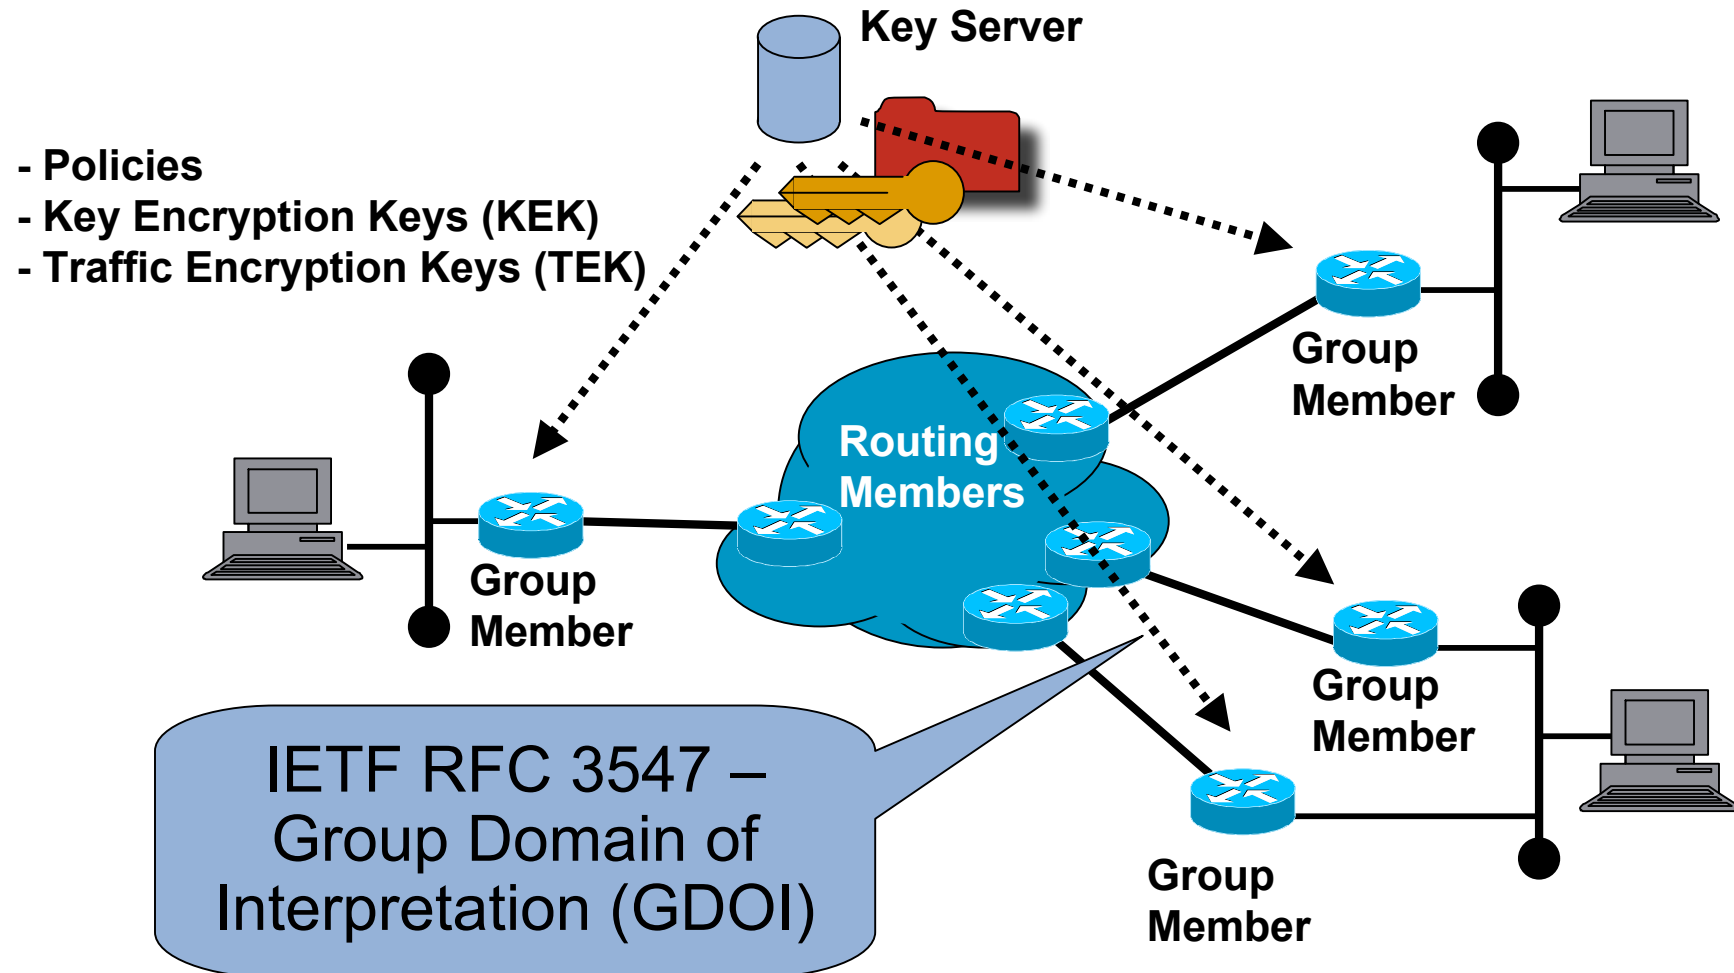 Key Server
- Policies
- Key Encryption Keys (KEK)
- Traffic Encryption Keys (TEK)
Group
Member
Routing
Members
Group
Member
Group
Member
IETF RFC 3547 –
Group Domain of
Interpretation (GDOI)
Group
Member